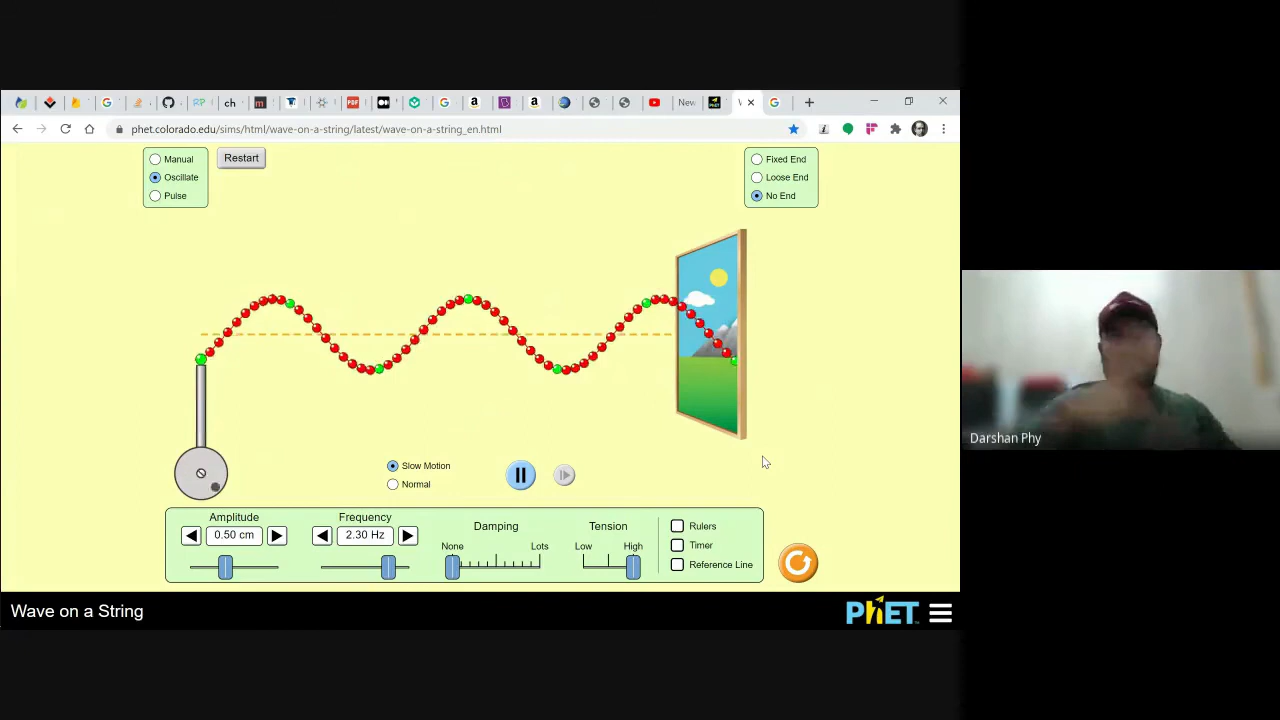 ch
New
phet.colorado.edu/sims/html/wave-on-a-string/latest/wave-on-a-string_en.html
Manual
Oscillate
Pulse
Restart
Fixed End
Loose End
No End
Darshan Phy
Slow Motion
Normal
Amplitude
0.50 cm
Frequency
2.30 Hz
Damping
None
Lots
Tension
Low
High
Rulers
Timer
Reference Line
Wave on a String
PhET